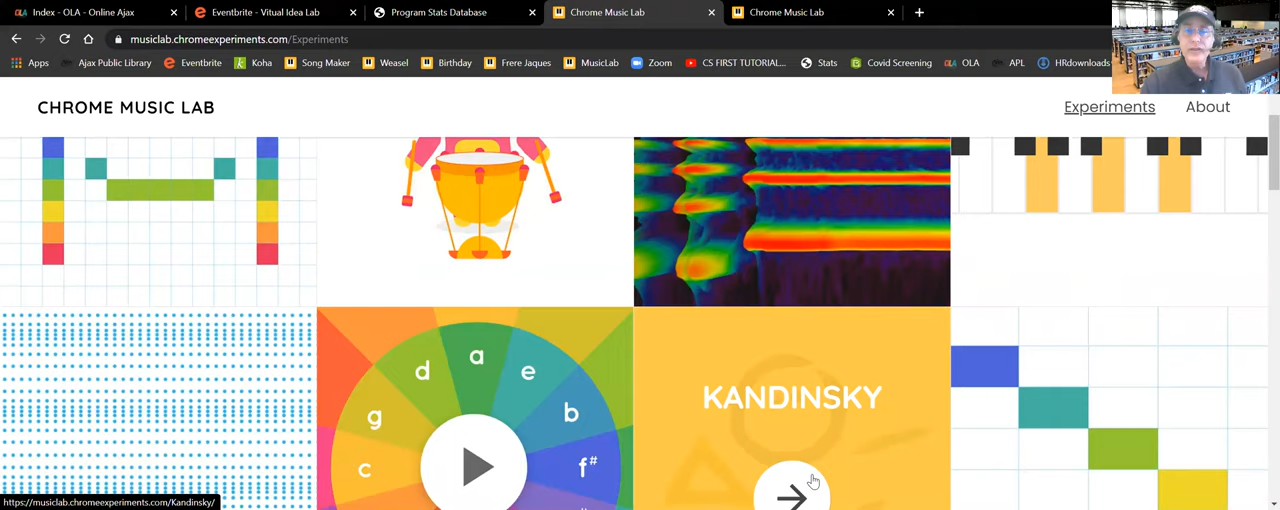 Index - OLA - Online Ajax
Eventbrite - Vitual Idea Lab
Program Stats Database
Chrome Music Lab
Chrome Music Lab
musiclab.chromeexperiments.com/Experiments
Apps
Ajax Public Library
Eventbrite
Koha
Song Maker
Weasel
Birthday
Frere Jaques
MusicLab
Zoom
CS FIRST TUTORIAL...
Stats
Covid Screening
OLA
OLA
APL
HRdownloads
CHROME MUSIC LAB
Experiments
About
c
g
d
a
e
b
f#
KANDINSKY
https://musiclab.chromeexperiments.com/Kandinsky/